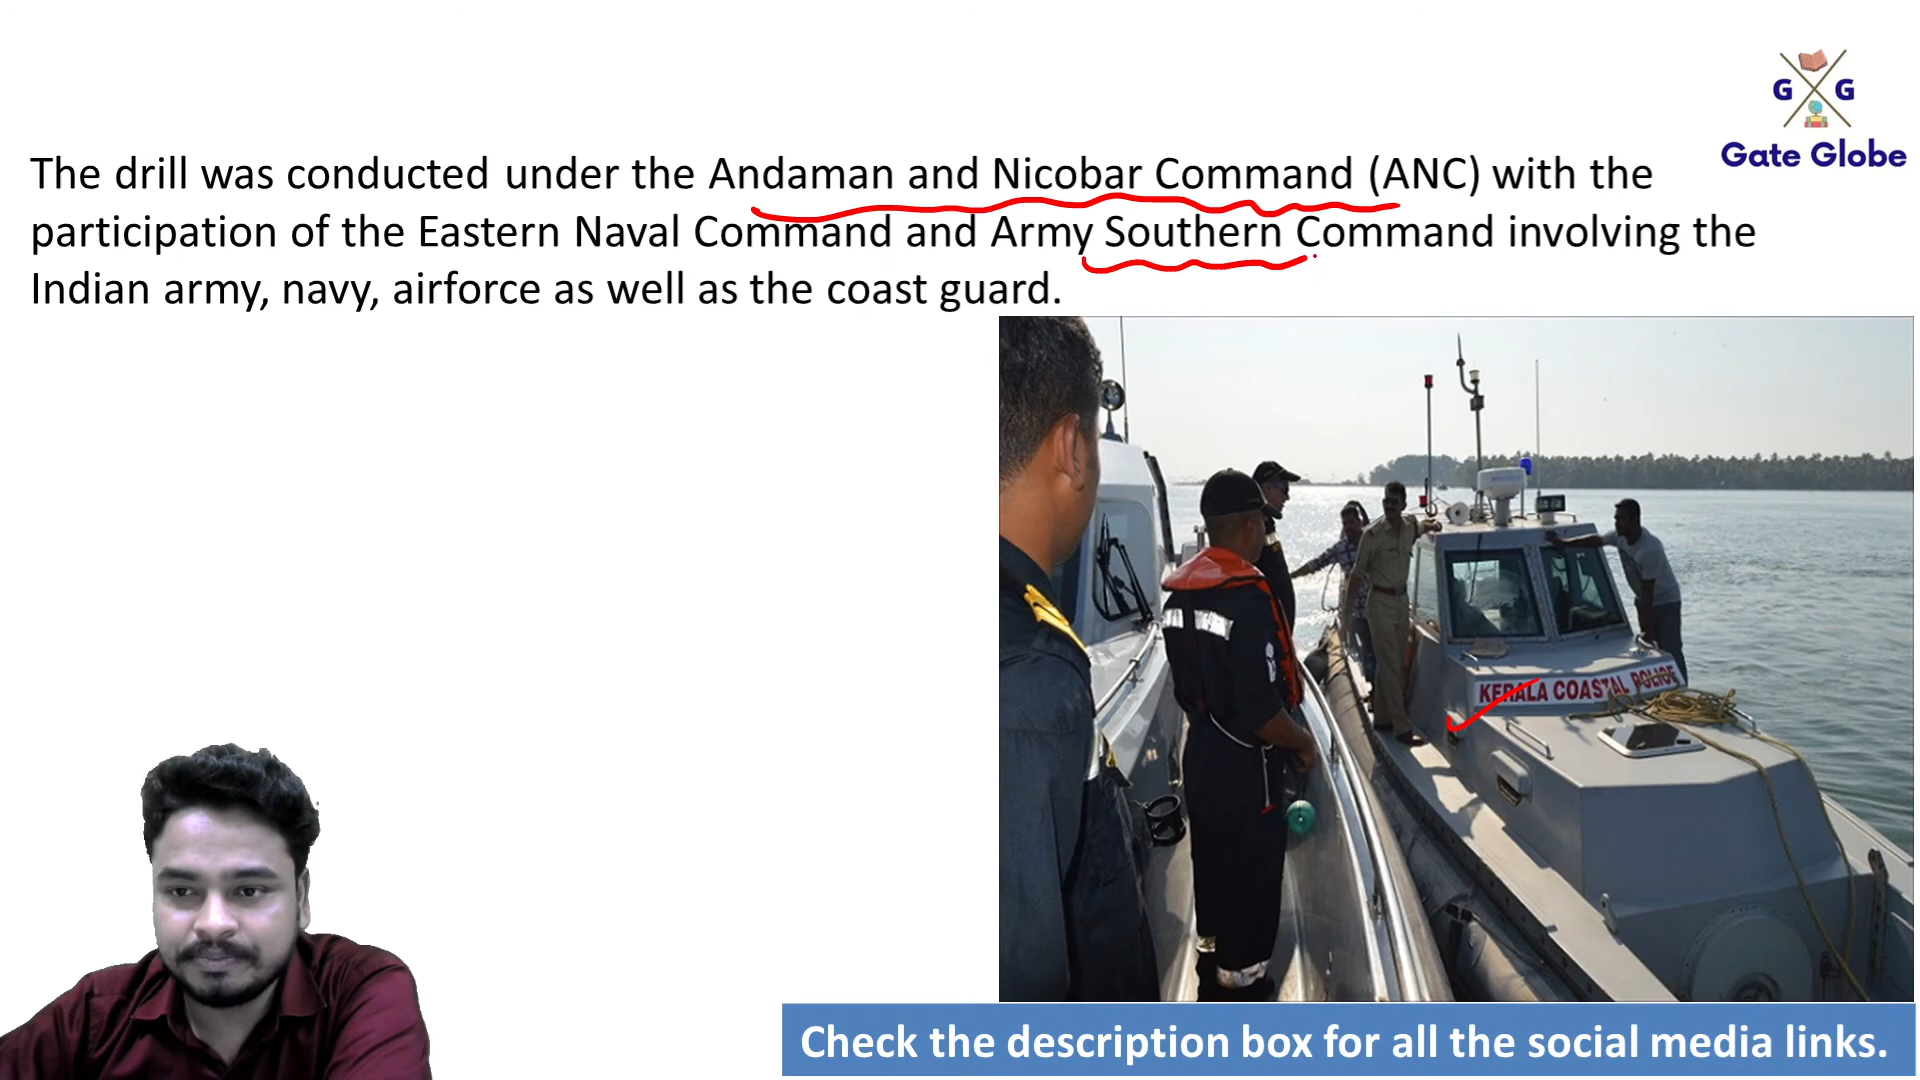 G G
Gate Globe
The drill was conducted under the Andaman and Nicobar Command (ANC) with the
participation of the Eastern Naval Command and Army Southern Command involving the
Indian army, navy, airforce as well as the coast guard.
KERALA COASTAL POLICE
Check the description box for all the social media links.